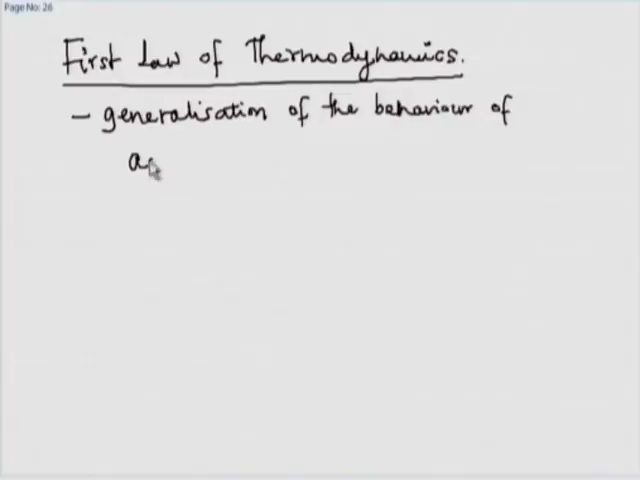 Page No: 26
First Law of Thermodynamics.
- generalisation of the behaviour of
a